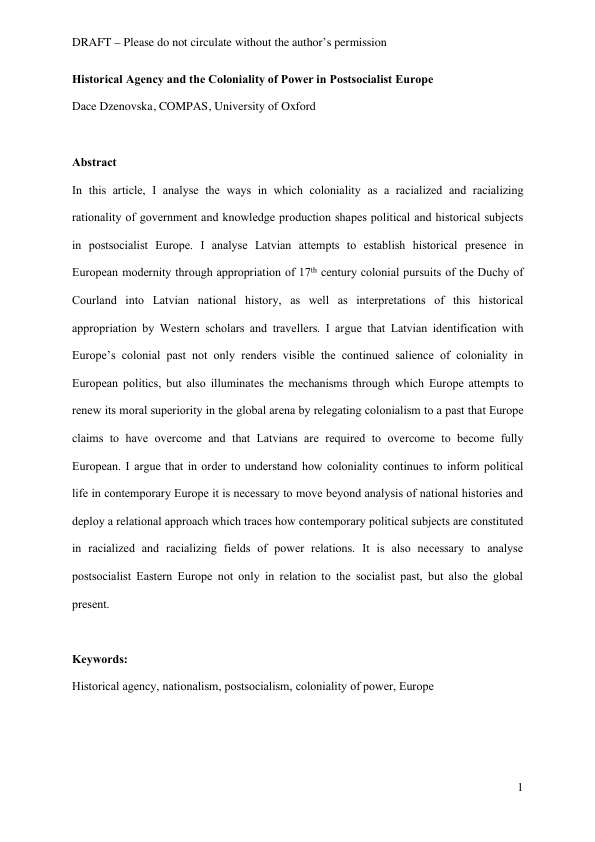 DRAFT – Please do not circulate without the author’s permission
Historical Agency and the Coloniality of Power in Postsocialist Europe
Dace Dzenovska, COMPAS, University of Oxford
Abstract
In this article, I analyse the ways in which coloniality as a racialized and racializing
rationality of government and knowledge production shapes political and historical subjects
in postsocialist Europe. I analyse Latvian attempts to establish historical presence in
European modernity through appropriation of 17th century colonial pursuits of the Duchy of
Courland into Latvian national history, as well as interpretations of this historical
appropriation by Western scholars and travellers. I argue that Latvian identification with
Europe’s colonial past not only renders visible the continued salience of coloniality in
European politics, but also illuminates the mechanisms through which Europe attempts to
renew its moral superiority in the global arena by relegating colonialism to a past that Europe
claims to have overcome and that Latvians are required to overcome to become fully
European. I argue that in order to understand how coloniality continues to inform political
life in contemporary Europe it is necessary to move beyond analysis of national histories and
deploy a relational approach which traces how contemporary political subjects are constituted
in racialized and racializing fields of power relations. It is also necessary to analyse
postsocialist Eastern Europe not only in relation to the socialist past, but also the global
present.
Keywords:
Historical agency, nationalism, postsocialism, coloniality of power, Europe
1